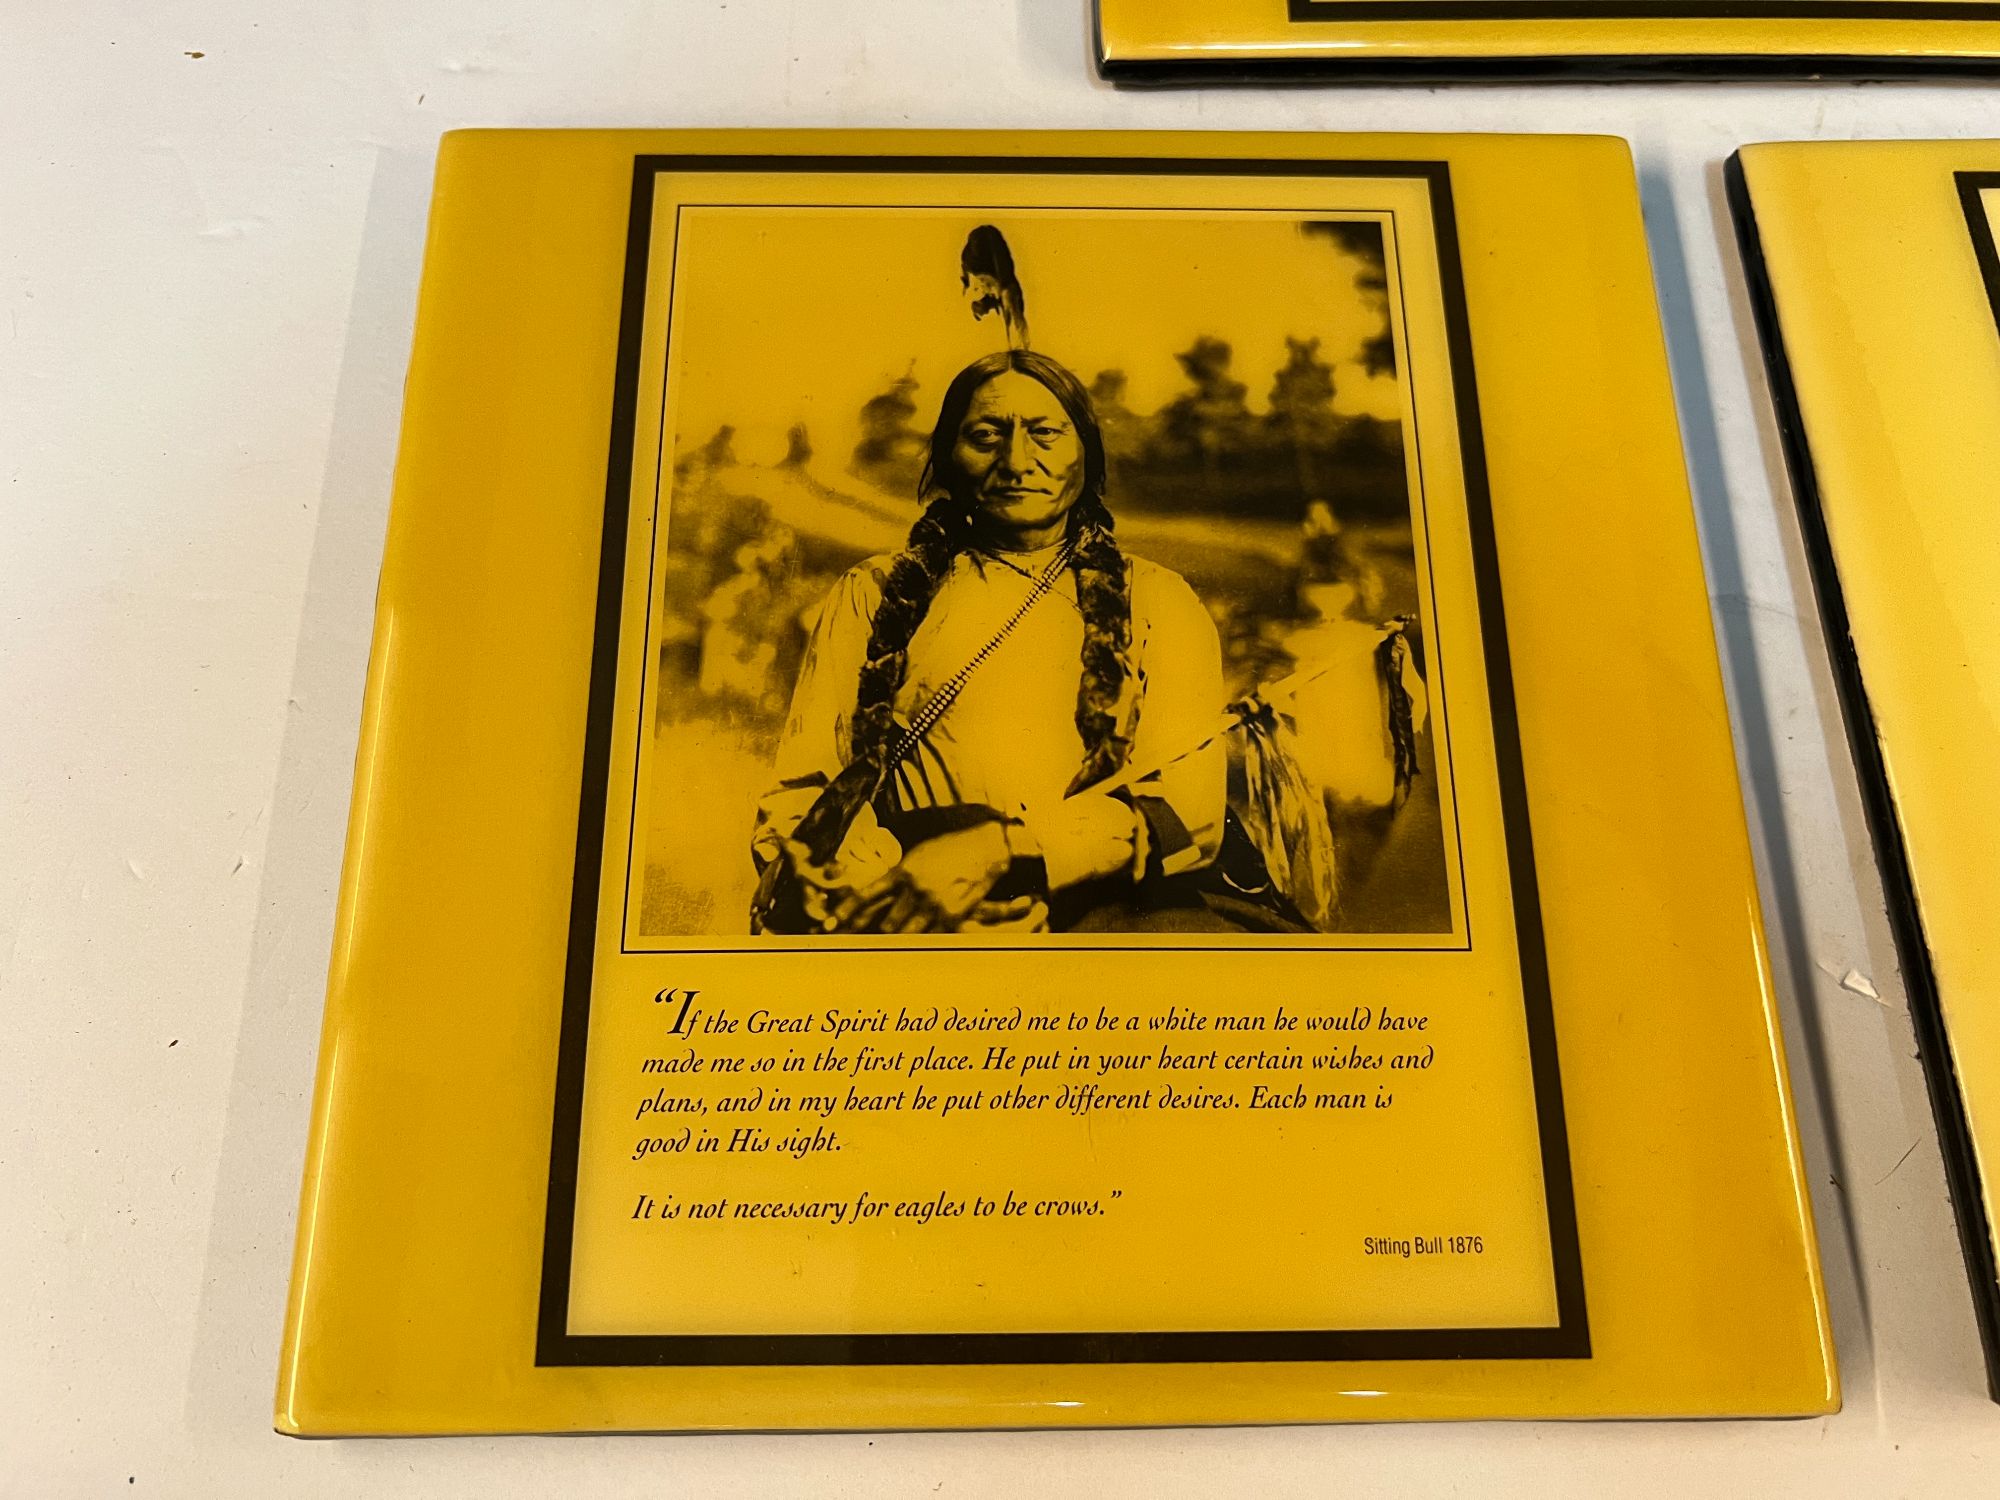 “If the Great Spirit had desired me to be a white man he would have
made me so in the first place. He put in your heart certain wishes and
plans, and in my heart he put other different desires. Each man is
good in His sight.
It is not necessary for eagles to be crows.”
Sitting Bull 1876